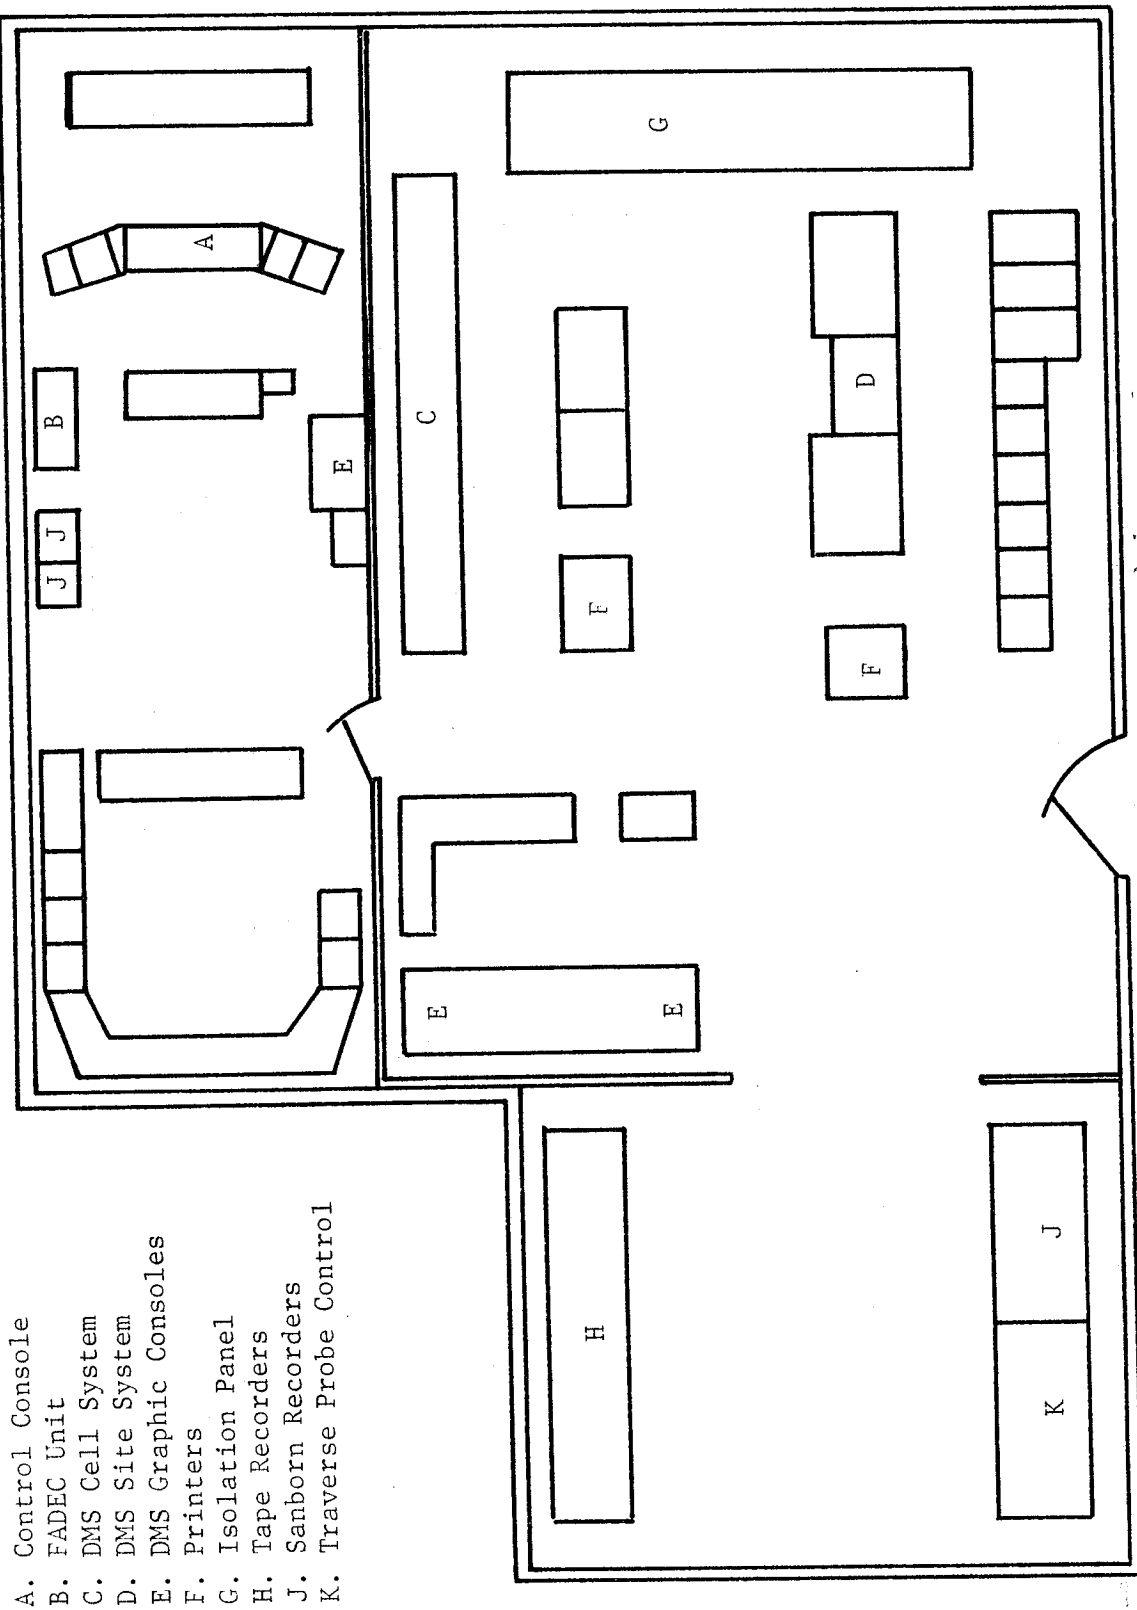 A. Control Console
B. FADEC Unit
C. DMS Cell System
D. DMS Site System
E. DMS Graphic Consoles
F. Printers
G. Isolation Panel
H. Tape Recorders
J. Sanborn Recorders
K. Traverse Probe Control
J J B A
E
C
G
F
D
F
E
E
H
K J